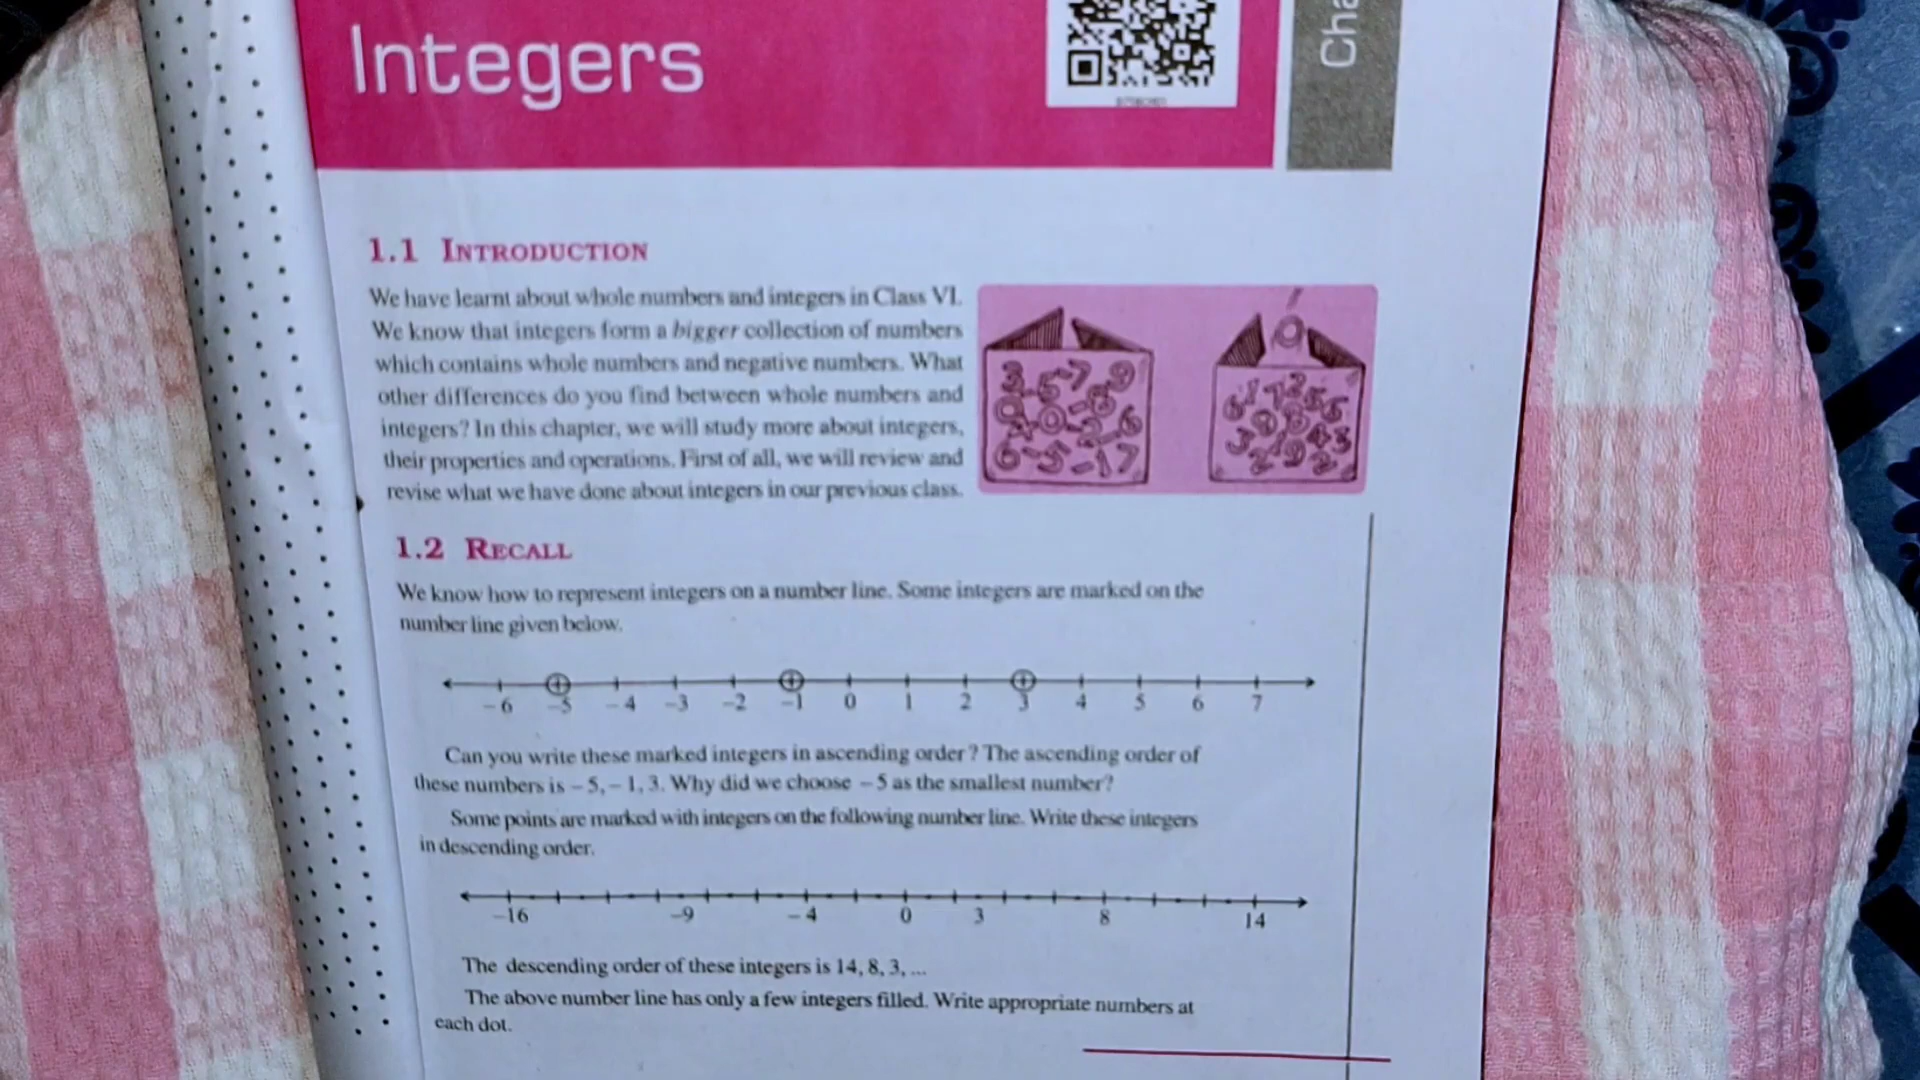 Integers
Cha
1.1 INTRODUCTION
We have learnt about whole numbers and integers in Class VI.
We know that integers form a bigger collection of numbers
which contains whole numbers and negative numbers. What
other differences do you find between whole numbers and
integers? In this chapter, we will study more about integers,
their properties and operations. First of all, we will review and
revise what we have done about integers in our previous class.
1.2 RECALL
We know how to represent integers on a number line. Some integers are marked on the
number line given below.
– 6 –5 – 4 –3 –2 –1 0 1 2 3 4 5 6 7
Can you write these marked integers in ascending order? The ascending order of
these numbers is – 5, – 1, 3. Why did we choose – 5 as the smallest number?
Some points are marked with integers on the following number line. Write these integers
in descending order.
–16 –9 – 4 0 3 8 14
The descending order of these integers is 14, 8, 3, ...
The above number line has only a few integers filled. Write appropriate numbers at
each dot.